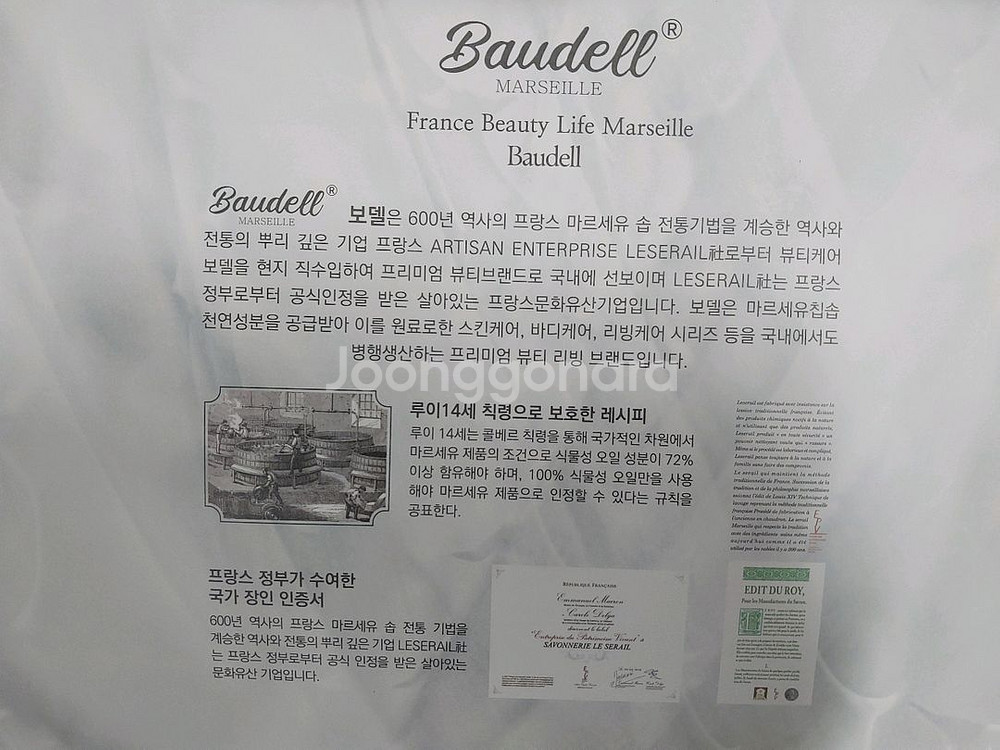 Baudell®
MARSEILLE
France Beauty Life Marseille
Baudell
Baudell®
MARSEILLE
보델은 600년 역사의 프랑스 마르세유 솝 전통기법을 계승한 역사와
전통의 뿌리 깊은 기업 프랑스 ARTISAN ENTERPRISE LESERAIL社로부터 뷰티케어
보델을 현지 직수입하여 프리미엄 뷰티브랜드로 국내에 선보이며 LESERAIL社는 프랑스
정부로부터 공식인정을 받은 살아있는 프랑스문화유산기업입니다. 보델은 마르세유칩솝
천연성분을 공급받아 이를 원료로한 스킨케어, 바디케어, 리빙케어 시리즈 등을 국내에서도
병행생산하는 프리미엄 뷰티 리빙 브랜드입니다.
Joonggonara
루이14세 칙령으로 보호한 레시피
루이 14세는 콜베르 칙령을 통해 국가적인 차원에서
마르세유 제품의 조건으로 식물성 오일 성분이 72%
이상 함유해야 하며, 100% 식물성 오일만을 사용
해야 마르세유 제품으로 인정할 수 있다는 규칙을
공표한다.
프랑스 정부가 수여한
국가 장인 인증서
600년 역사의 프랑스 마르세유 솝 전통 기법을
계승한 역사와 전통의 뿌리 깊은 기업 LESERAIL社
는 프랑스 정부로부터 공식 인정을 받은 살아있는
문화유산 기업입니다.
RÉPUBLIQUE FRANÇAISE
Emmanuel Macron
Carole Delga
donnent le label
"Entreprise du Patrimoine Vivant" à
SAVONNERIE LE SERAIL
EDIT DU ROY,
Pour les Manufactures du Savon.